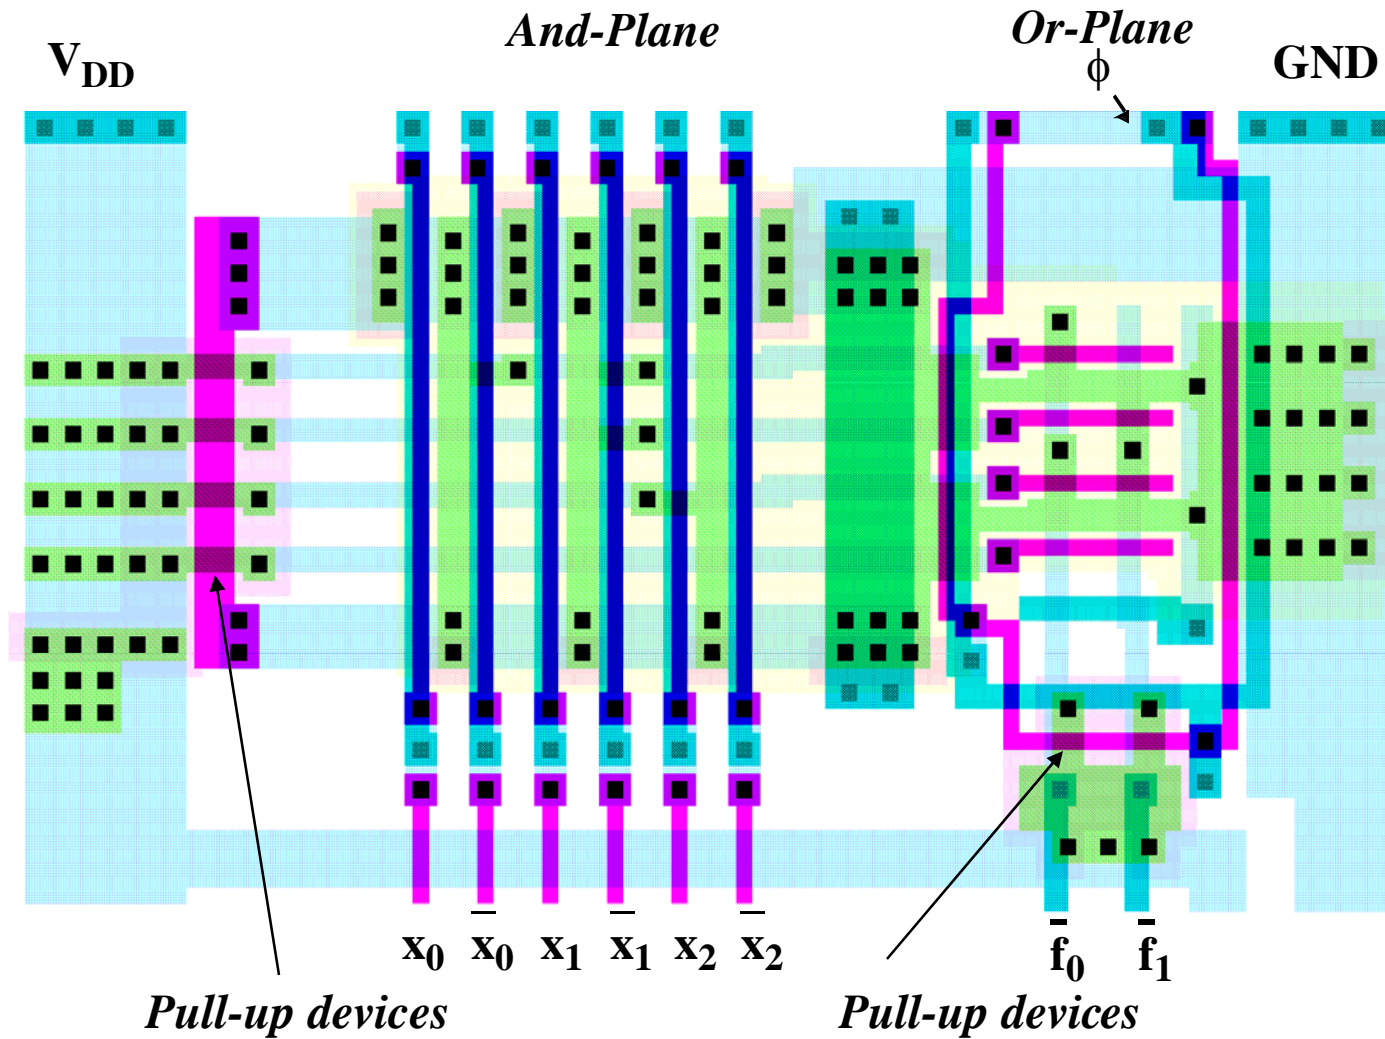 And-Plane Or-Plane
V_DD ϕ GND
x₀ x̅₀ x₁ x̅₁ x₂ x̅₂ f̅₀ f̅₁
Pull-up devices Pull-up devices